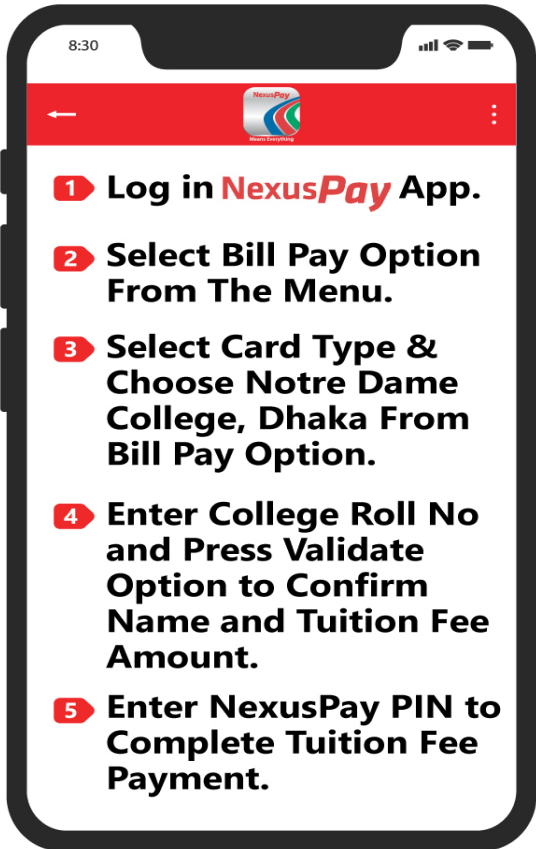 8:30
NexusPay
Means Everything
1 Log in NexusPay App.
2 Select Bill Pay Option
From The Menu.
3 Select Card Type &
Choose Notre Dame
College, Dhaka From
Bill Pay Option.
4 Enter College Roll No
and Press Validate
Option to Confirm
Name and Tuition Fee
Amount.
5 Enter NexusPay PIN to
Complete Tuition Fee
Payment.